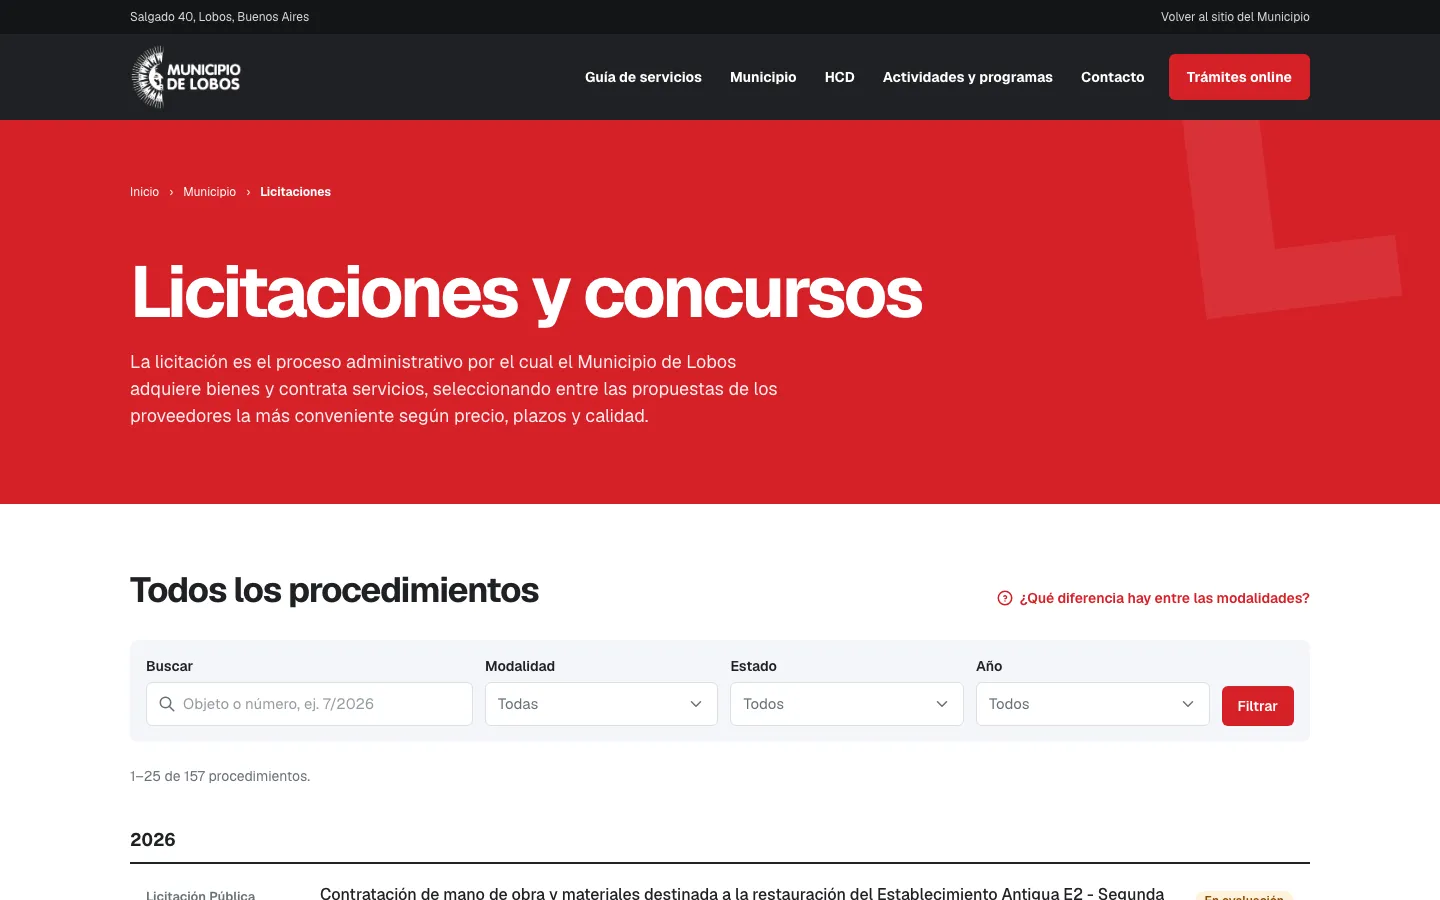 Salgado 40, Lobos, Buenos Aires
Volver al sitio del Municipio
MUNICIPIO
DE LOBOS
Guía de servicios
Municipio
HCD
Actividades y programas
Contacto
Trámites online
Inicio › Municipio › Licitaciones
L
Licitaciones y concursos
La licitación es el proceso administrativo por el cual el Municipio de Lobos
adquiere bienes y contrata servicios, seleccionando entre las propuestas de los
proveedores la más conveniente según precio, plazos y calidad.
Todos los procedimientos
¿Qué diferencia hay entre las modalidades?
Buscar
Modalidad
Estado
Año
Objeto o número, ej. 7/2026
Todas
Todos
Todos
Filtrar
1–25 de 157 procedimientos.
2026
Licitación Pública
Contratación de mano de obra y materiales destinada a la restauración del Establecimiento Antigua E2 - Segunda
En evaluación